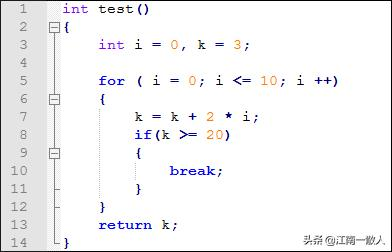 1 int test()
2 {
3 int i = 0, k = 3;
4
5 for ( i = 0; i <= 10; i ++)
6 {
7 k = k + 2 * i;
8 if(k >= 20)
9 {
10 break;
11 }
12 }
13 return k;
14 }
头条 @江南一散人